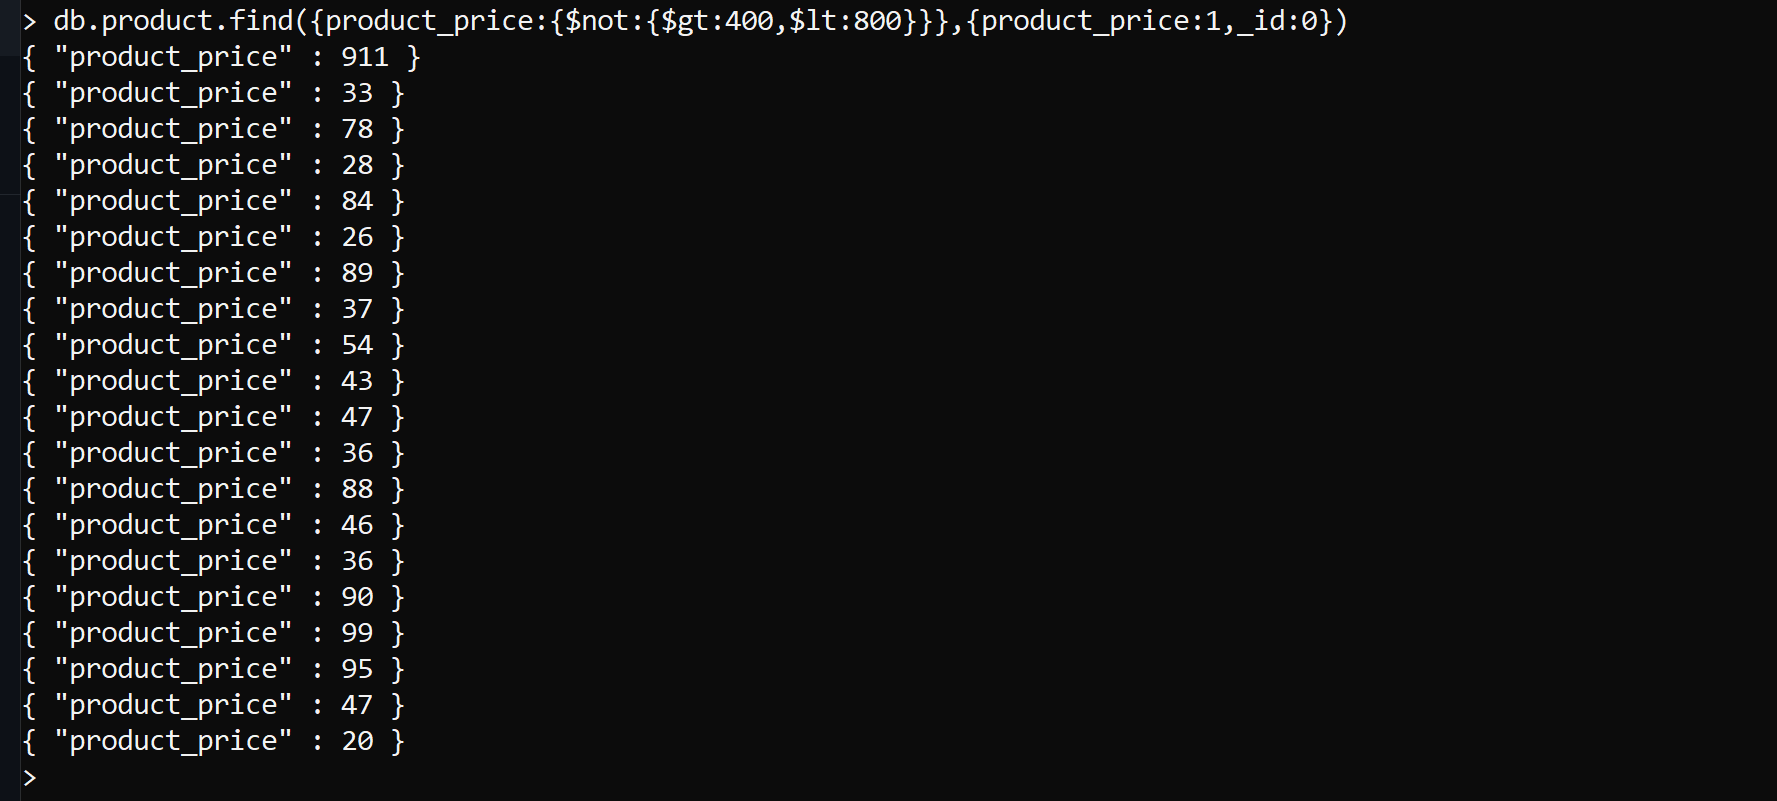 > db.product.find({product_price:{$not:{$gt:400,$lt:800}}},{product_price:1,_id:0})
{ "product_price" : 911 }
{ "product_price" : 33 }
{ "product_price" : 78 }
{ "product_price" : 28 }
{ "product_price" : 84 }
{ "product_price" : 26 }
{ "product_price" : 89 }
{ "product_price" : 37 }
{ "product_price" : 54 }
{ "product_price" : 43 }
{ "product_price" : 47 }
{ "product_price" : 36 }
{ "product_price" : 88 }
{ "product_price" : 46 }
{ "product_price" : 36 }
{ "product_price" : 90 }
{ "product_price" : 99 }
{ "product_price" : 95 }
{ "product_price" : 47 }
{ "product_price" : 20 }
>